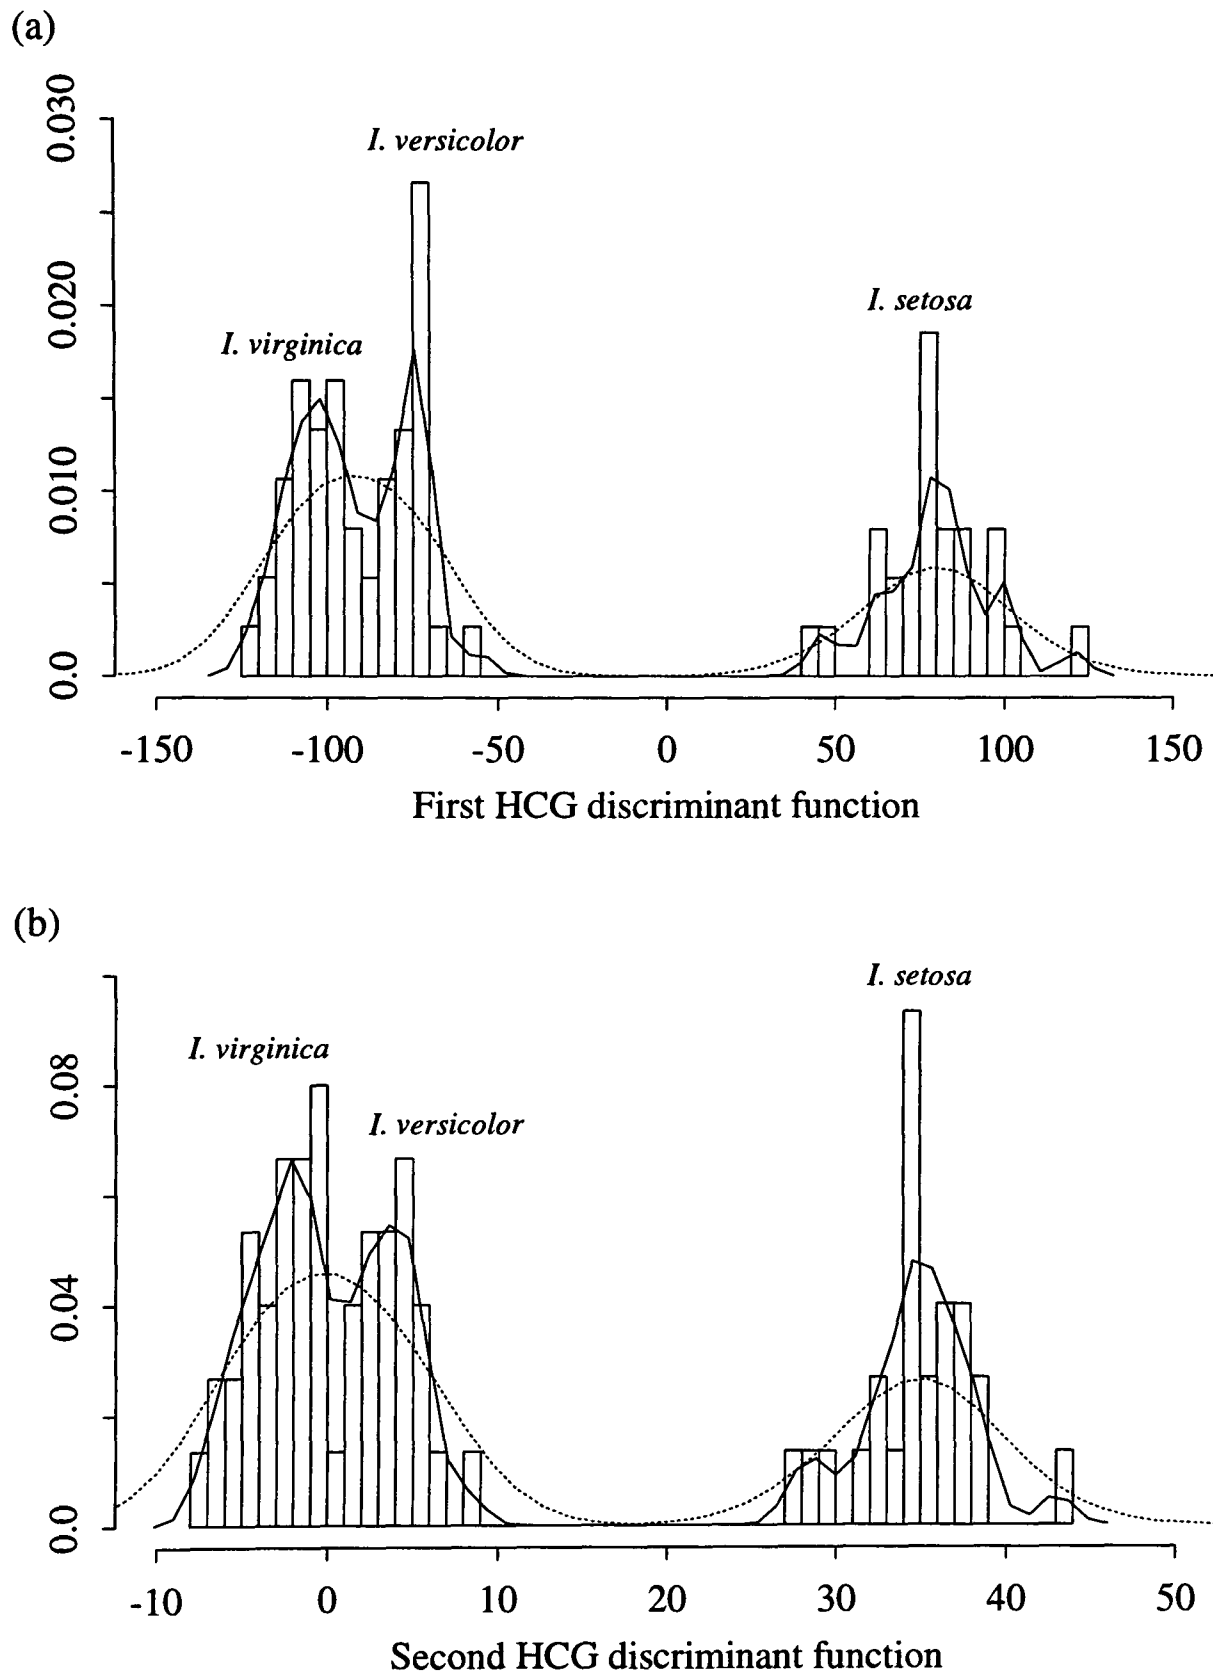 (a)
0.030
I. versicolor
I. setosa
0.020
I. virginica
0.010
0.0
-150 -100 -50 0 50 100 150
First HCG discriminant function
(b)
I. setosa
I. virginica
0.08
I. versicolor
0.04
0.0
-10 0 10 20 30 40 50
Second HCG discriminant function